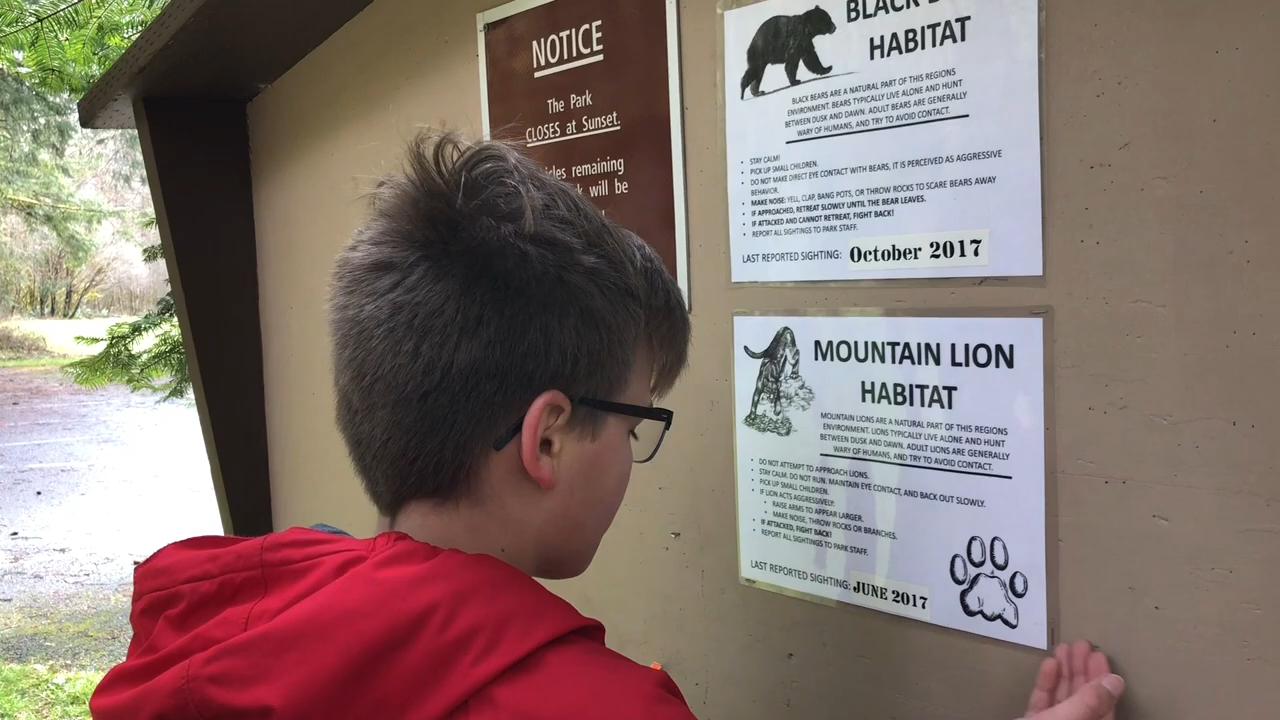 NOTICE
The Park
CLOSES at Sunset.
remaining
will be
BLACK
HABITAT
BLACK BEARS ARE A NATURAL PART OF THIS REGIONS
ENVIRONMENT. BEARS TYPICALLY LIVE ALONE AND HUNT
BETWEEN DUSK AND DAWN. ADULT BEARS ARE GENERALLY
WARY OF HUMANS, AND TRY TO AVOID CONTACT.
• STAY CALM!
• PICK UP SMALL CHILDREN.
• DO NOT MAKE DIRECT EYE CONTACT WITH BEARS, IT IS PERCEIVED AS AGGRESSIVE
BEHAVIOR.
• MAKE NOISE: YELL, CLAP, BANG POTS, OR THROW ROCKS TO SCARE BEARS AWAY
• IF APPROACHED, RETREAT SLOWLY UNTIL THE BEAR LEAVES.
• IF ATTACKED AND CANNOT RETREAT, FIGHT BACK!
• REPORT ALL SIGHTINGS TO PARK STAFF.
LAST REPORTED SIGHTING: October 2017
MOUNTAIN LION
HABITAT
MOUNTAIN LIONS ARE A NATURAL PART OF THIS REGIONS
ENVIRONMENT. LIONS TYPICALLY LIVE ALONE AND HUNT
BETWEEN DUSK AND DAWN. ADULT LIONS ARE GENERALLY
WARY OF HUMANS, AND TRY TO AVOID CONTACT.
• DO NOT ATTEMPT TO APPROACH LIONS.
• STAY CALM. DO NOT RUN. MAINTAIN EYE CONTACT, AND BACK OUT SLOWLY.
• PICK UP SMALL CHILDREN.
• IF LION ACTS AGGRESSIVELY:
• RAISE ARMS TO APPEAR LARGER.
• MAKE NOISE, THROW ROCKS OR BRANCHES.
• IF ATTACKED, FIGHT BACK!
• REPORT ALL SIGHTINGS TO PARK STAFF.
LAST REPORTED SIGHTING: JUNE 2017